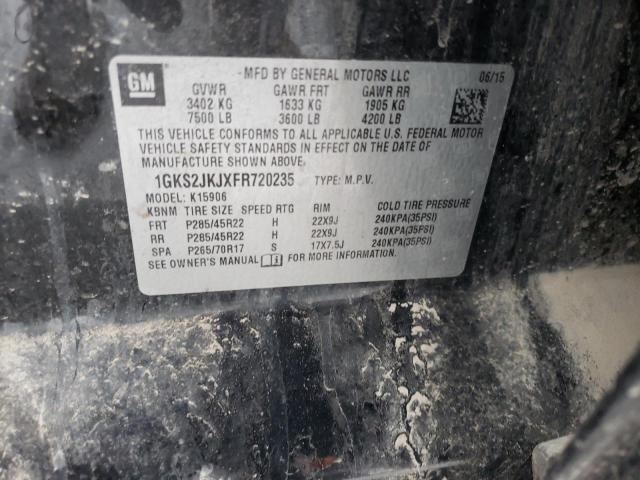 GM
MFD BY GENERAL MOTORS LLC 06/15
GVWR GAWR FRT GAWR RR
3402 KG 1633 KG 1905 KG
7500 LB 3600 LB 4200 LB
THIS VEHICLE CONFORMS TO ALL APPLICABLE U.S. FEDERAL MOTOR
VEHICLE SAFETY STANDARDS IN EFFECT ON THE DATE OF
MANUFACTURE SHOWN ABOVE.
1GKS2JKJXFR720235 TYPE: M.P.V.
MODEL: K15906
KBNM TIRE SIZE SPEED RTG RIM COLD TIRE PRESSURE
FRT P285/45R22 H 22X9J 240KPA(35PSI)
RR P285/45R22 H 22X9J 240KPA(35PSI)
SPA P265/70R17 S 17X7.5J 240KPA(35PSI)
SEE OWNER'S MANUAL FOR MORE INFORMATION.